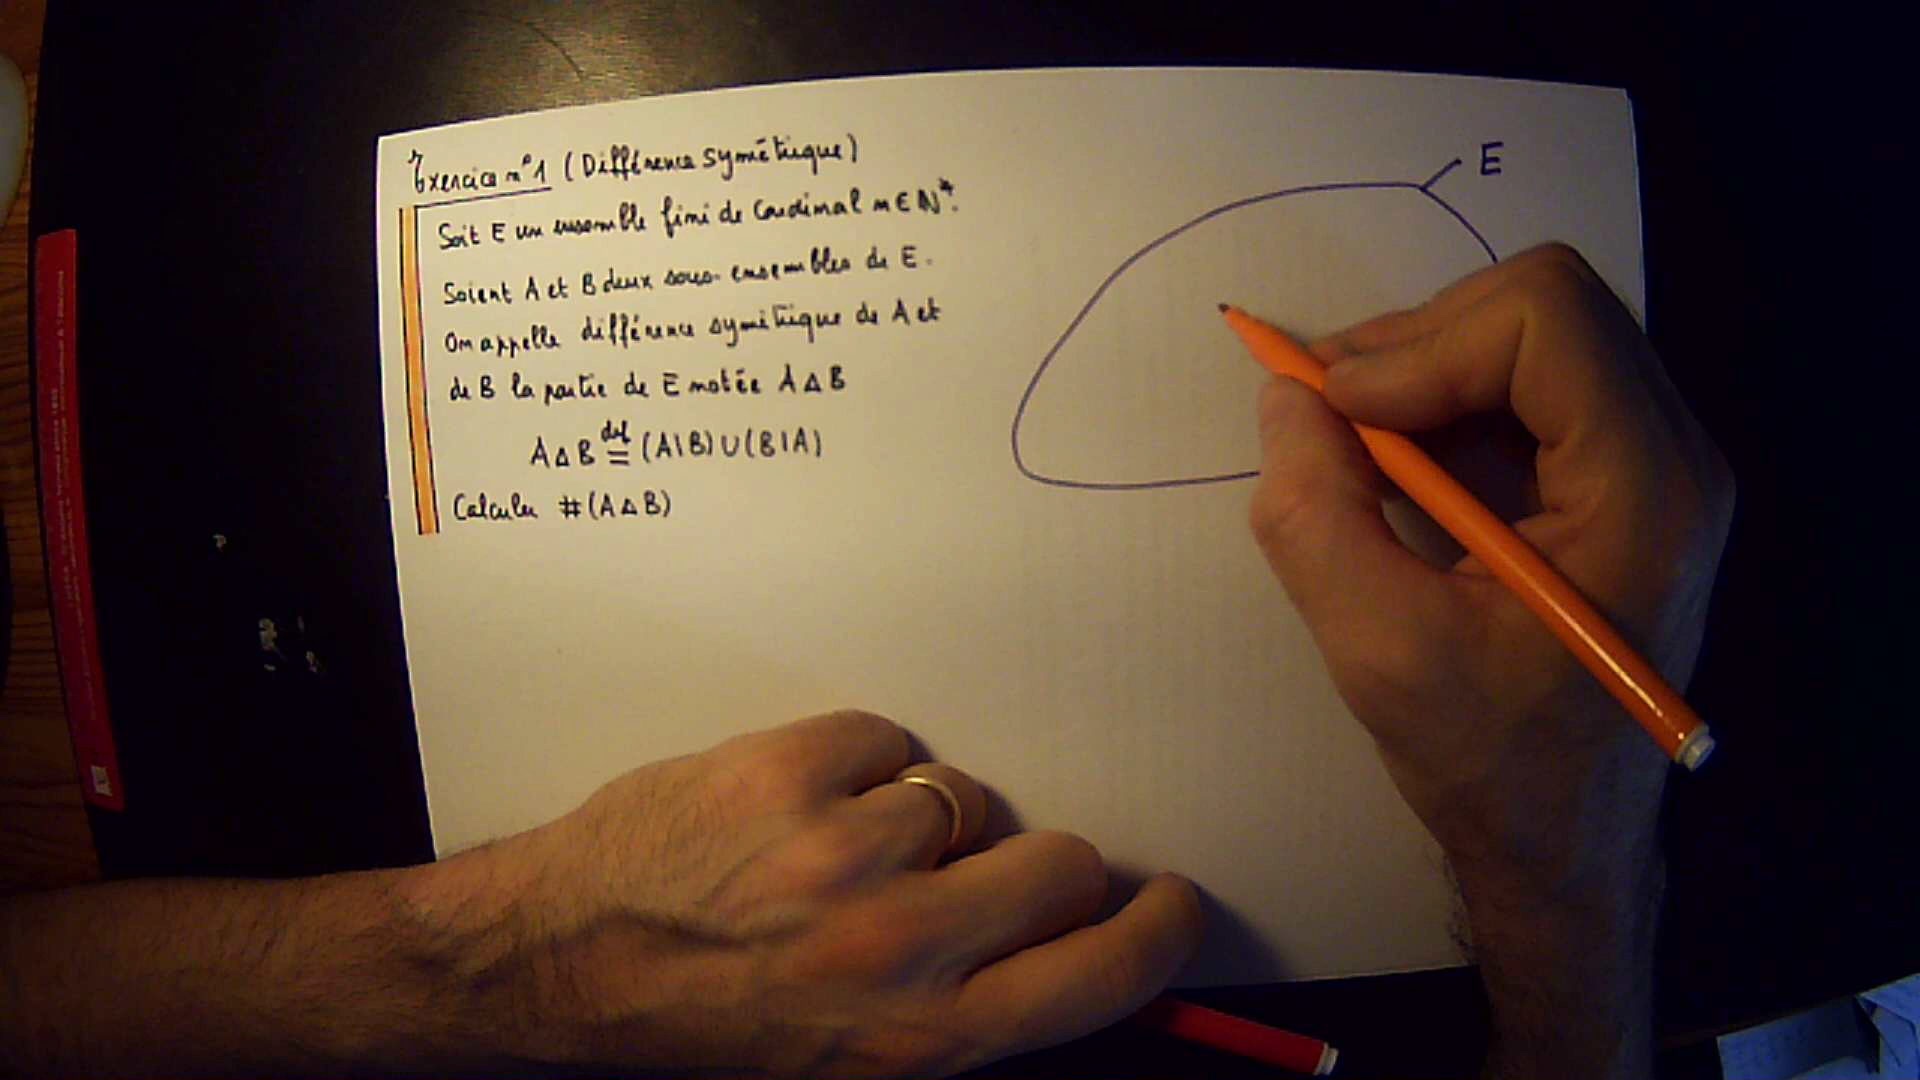 Exercice n°1 (Différence symétrique)
Soit E un ensemble fini de Cardinal n ∈ ℕ*.
Soient A et B deux sous-ensembles de E.
On appelle différence symétrique de A et
de B la partie de E notée A Δ B
A Δ B =^def (A\B) ∪ (B\A)
Calculer #(A Δ B)
E